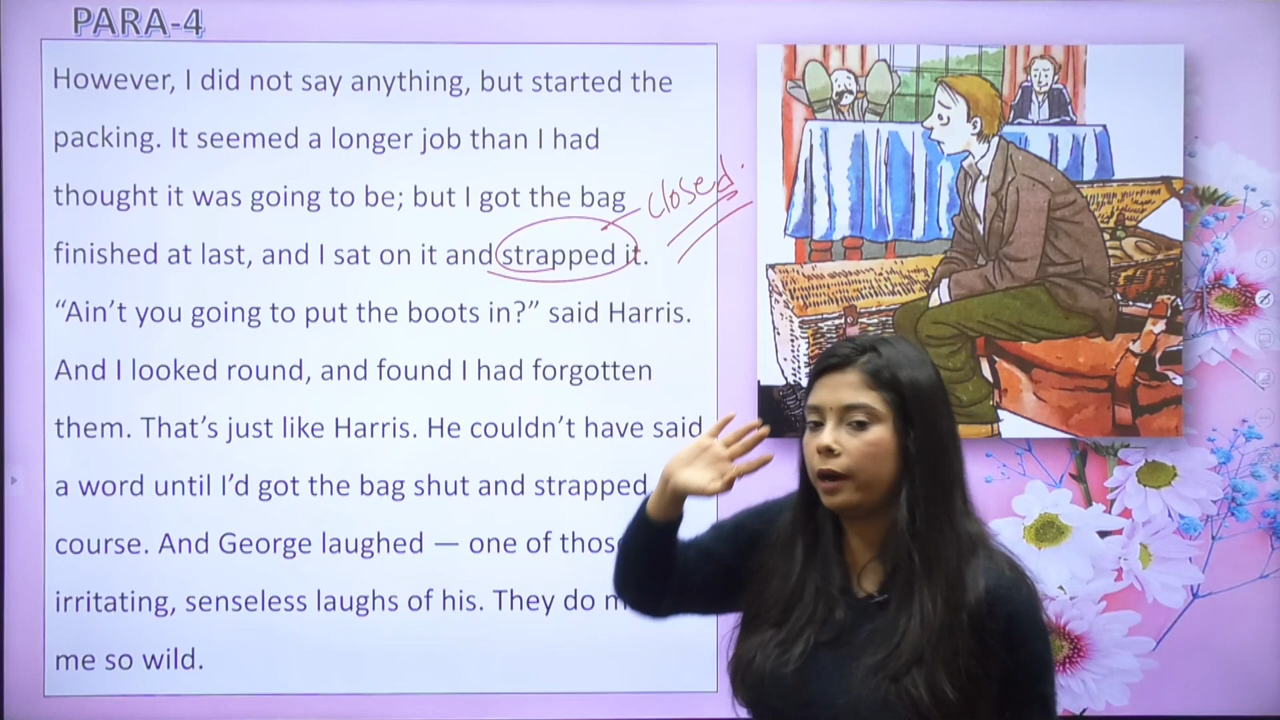 PARA-4
However, I did not say anything, but started the
packing. It seemed a longer job than I had
thought it was going to be; but I got the bag
closed.
finished at last, and I sat on it and strapped it.
“Ain’t you going to put the boots in?” said Harris.
And I looked round, and found I had forgotten
them. That’s just like Harris. He couldn’t have said
a word until I’d got the bag shut and strapped
course. And George laughed — one of
irritating, senseless laughs of his. They do
me so wild.